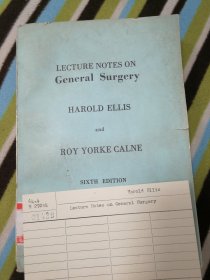 LECTURE NOTES ON
General Surgery
HAROLD ELLIS
and
ROY YORKE CALNE
SIXTH EDITION
Harold Ellis
Lecture Notes on General Surgery